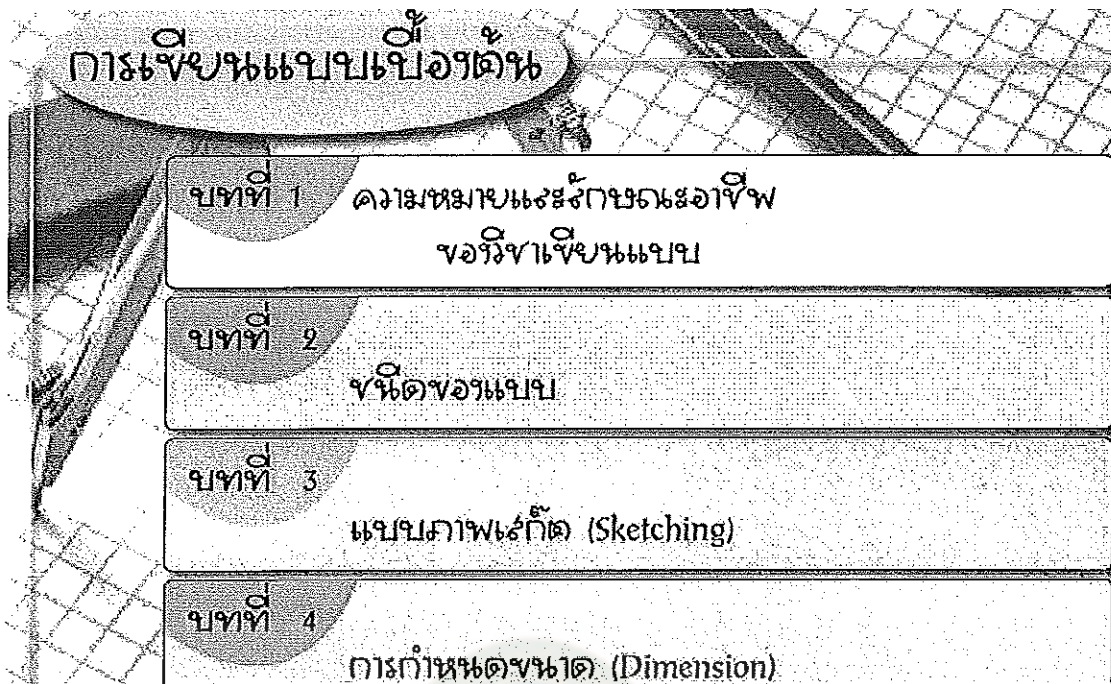 การเขียนแบบเบื้องต้น
บทที่ 1
ความหมายและลักษณะอาชีพ
ของวิชาเขียนแบบ
บทที่ 2
ชนิดของแบบ
บทที่ 3
แบบภาพสเก็ต (Sketching)
บทที่ 4
การกำหนดขนาด (Dimension)